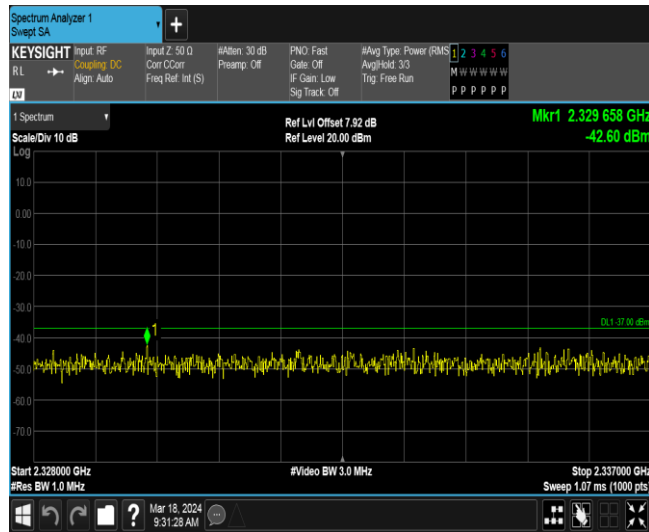 Spectrum Analyzer 1
Swept SA
+
KEYSIGHT
RL
LXI
Input: RF
Coupling: DC
Align: Auto
Input Z: 50 Ω
Corr CCorr
Freq Ref: Int (S)
#Atten: 30 dB
Preamp: Off
PNO: Fast
Gate: Off
IF Gain: Low
Sig Track: Off
#Avg Type: Power (RMS
Avg|Hold: 3/3
Trig: Free Run
1 2 3 4 5 6
M W W W W W
P P P P P P
1 Spectrum
Scale/Div 10 dB
Log
Ref Lvl Offset 7.92 dB
Ref Level 20.00 dBm
Mkr1 2.329 658 GHz
-42.60 dBm
10.0
0.00
-10.0
-20.0
-30.0
DL1 -37.00 dBm
1
-40.0
-50.0
-60.0
-70.0
Start 2.328000 GHz
#Res BW 1.0 MHz
#Video BW 3.0 MHz
Stop 2.337000 GHz
Sweep 1.07 ms (1000 pts)
?
Mar 18, 2024
9:31:28 AM